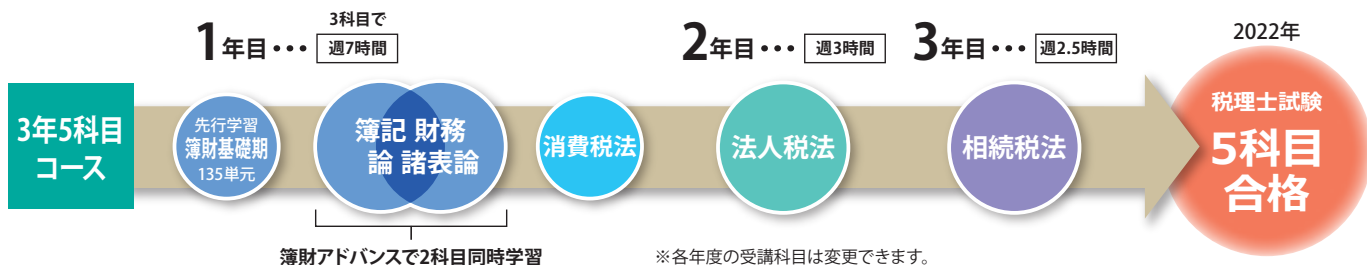 3年5科目
コース
1年目・・・
3科目で
週7時間
先行学習
簿財基礎期
135単元
簿記論
財務諸表論
簿財アドバンスで2科目同時学習
消費税法
2年目・・・ 週3時間
法人税法
3年目・・・ 週2.5時間
相続税法
※各年度の受講科目は変更できます。
2022年
税理士試験
5科目
合格